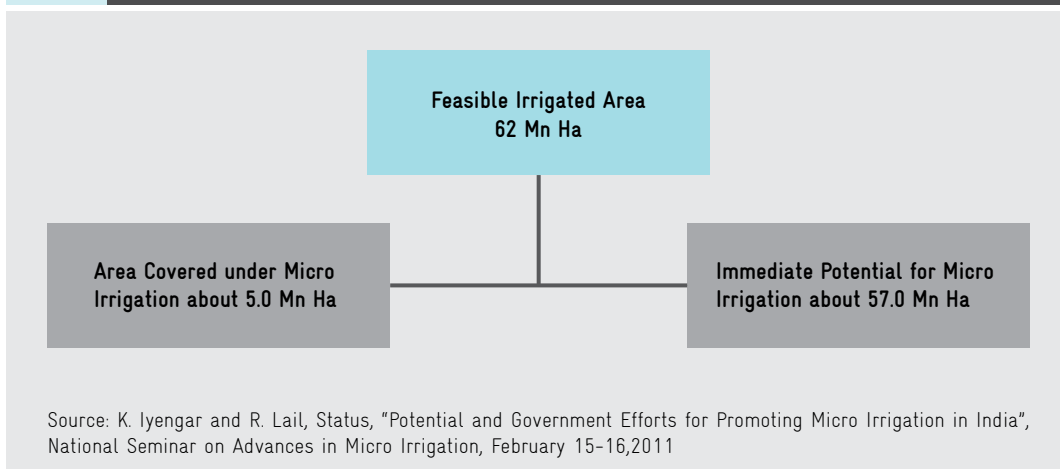 Feasible Irrigated Area
62 Mn Ha
Area Covered under Micro
Irrigation about 5.0 Mn Ha
Immediate Potential for Micro
Irrigation about 57.0 Mn Ha
Source: K. Iyengar and R. Lail, Status, "Potential and Government Efforts for Promoting Micro Irrigation in India",
National Seminar on Advances in Micro Irrigation, February 15-16,2011